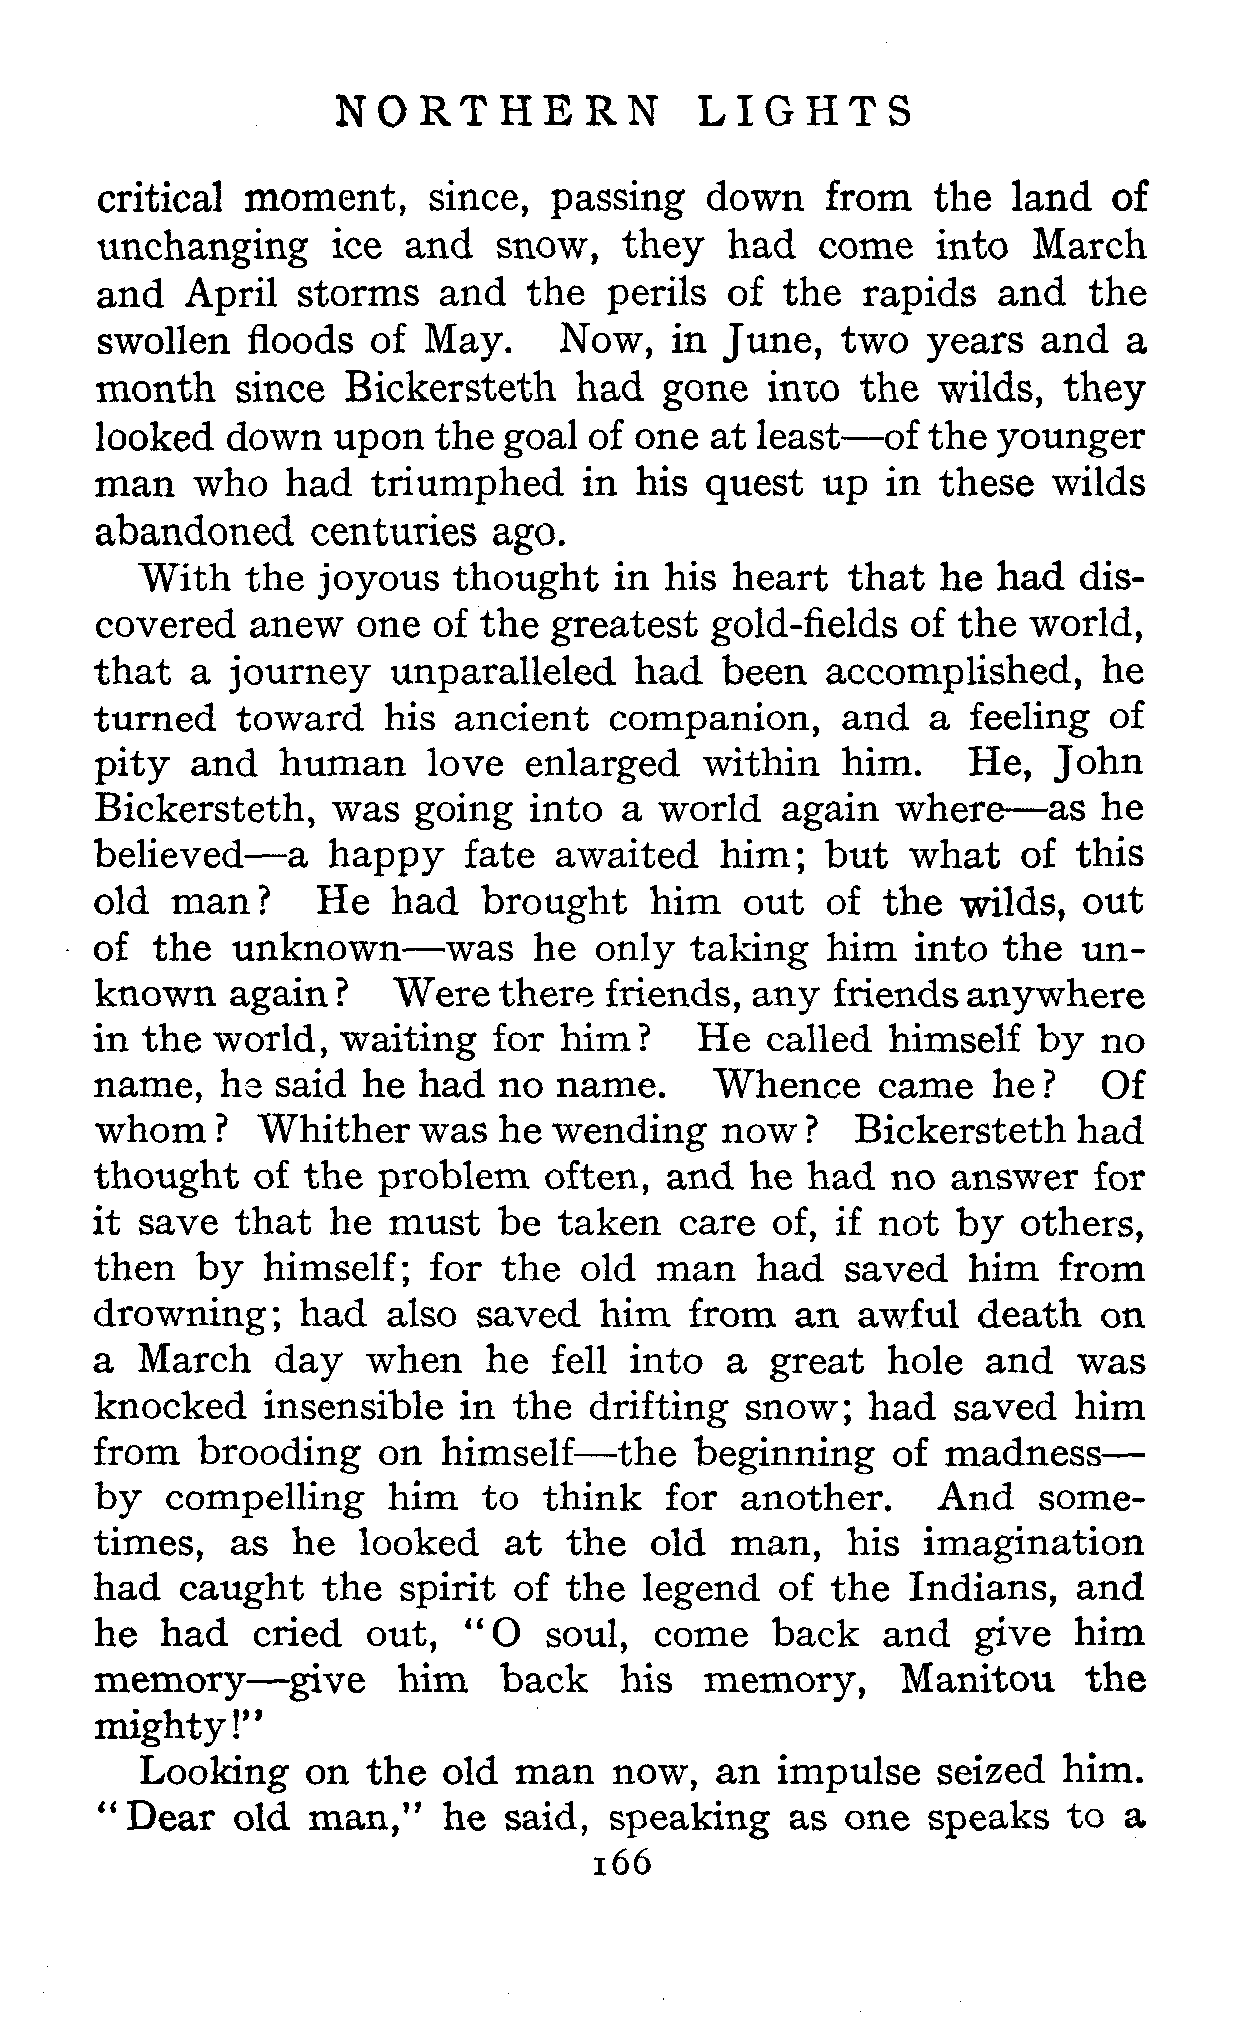 NORTHERN LIGHTS
critical moment, since, passing down from the land of
unchanging ice and snow, they had come into March
and April storms and the perils of the rapids and the
swollen floods of May. Now, in June, two years and a
month since Bickersteth had gone into the wilds, they
looked down upon the goal of one at least—of the younger
man who had triumphed in his quest up in these wilds
abandoned centuries ago.
With the joyous thought in his heart that he had dis-
covered anew one of the greatest gold-fields of the world,
that a journey unparalleled had been accomplished, he
turned toward his ancient companion, and a feeling of
pity and human love enlarged within him. He, John
Bickersteth, was going into a world again where—as he
believed—a happy fate awaited him; but what of this
old man? He had brought him out of the wilds, out
of the unknown—was he only taking him into the un-
known again? Were there friends, any friends anywhere
in the world, waiting for him? He called himself by no
name, he said he had no name. Whence came he? Of
whom? Whither was he wending now? Bickersteth had
thought of the problem often, and he had no answer for
it save that he must be taken care of, if not by others,
then by himself; for the old man had saved him from
drowning; had also saved him from an awful death on
a March day when he fell into a great hole and was
knocked insensible in the drifting snow; had saved him
from brooding on himself—the beginning of madness—
by compelling him to think for another. And some-
times, as he looked at the old man, his imagination
had caught the spirit of the legend of the Indians, and
he had cried out, "O soul, come back and give him
memory—give him back his memory, Manitou the
mighty!"
Looking on the old man now, an impulse seized him.
"Dear old man," he said, speaking as one speaks to a
166